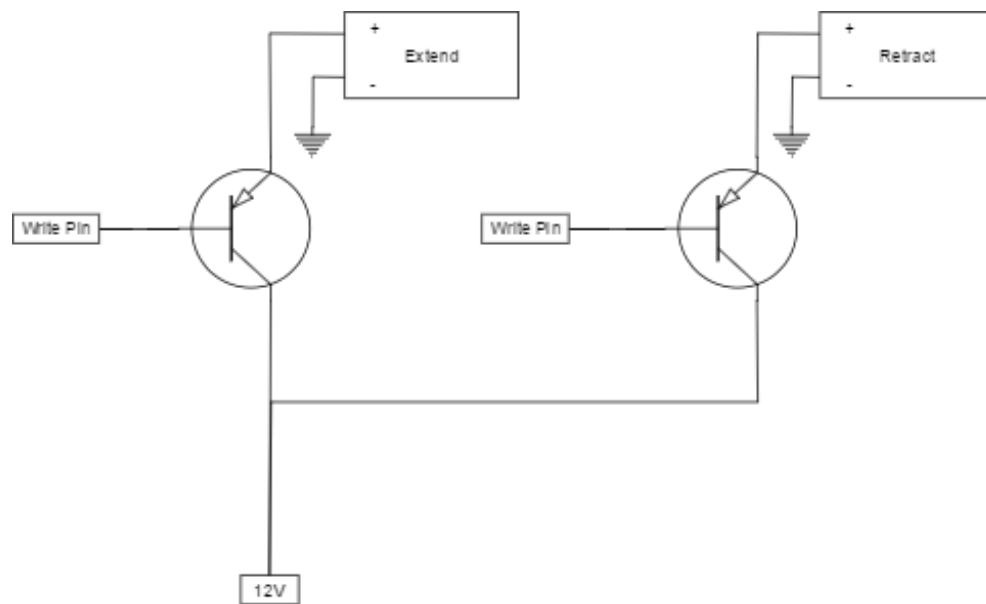 +
Extend
-
+
Retract
-
Write Pin
Write Pin
12V